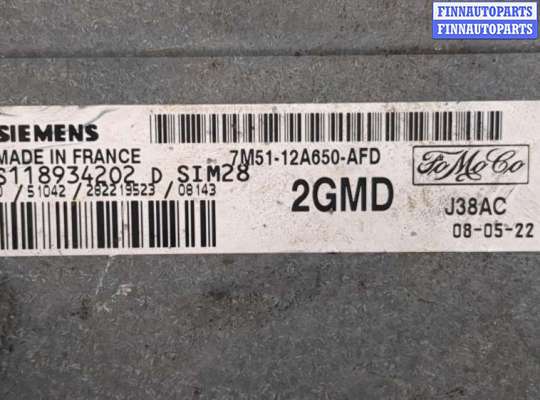 FINNAUTOPARTS
FINNAUTOPARTS
SIEMENS
MADE IN FRANCE
7M51-12A650-AFD
S118934202 D SIM28
/ 51042 / 282219523 / 08143
2GMD
FoMoCo
J38AC
08-05-22